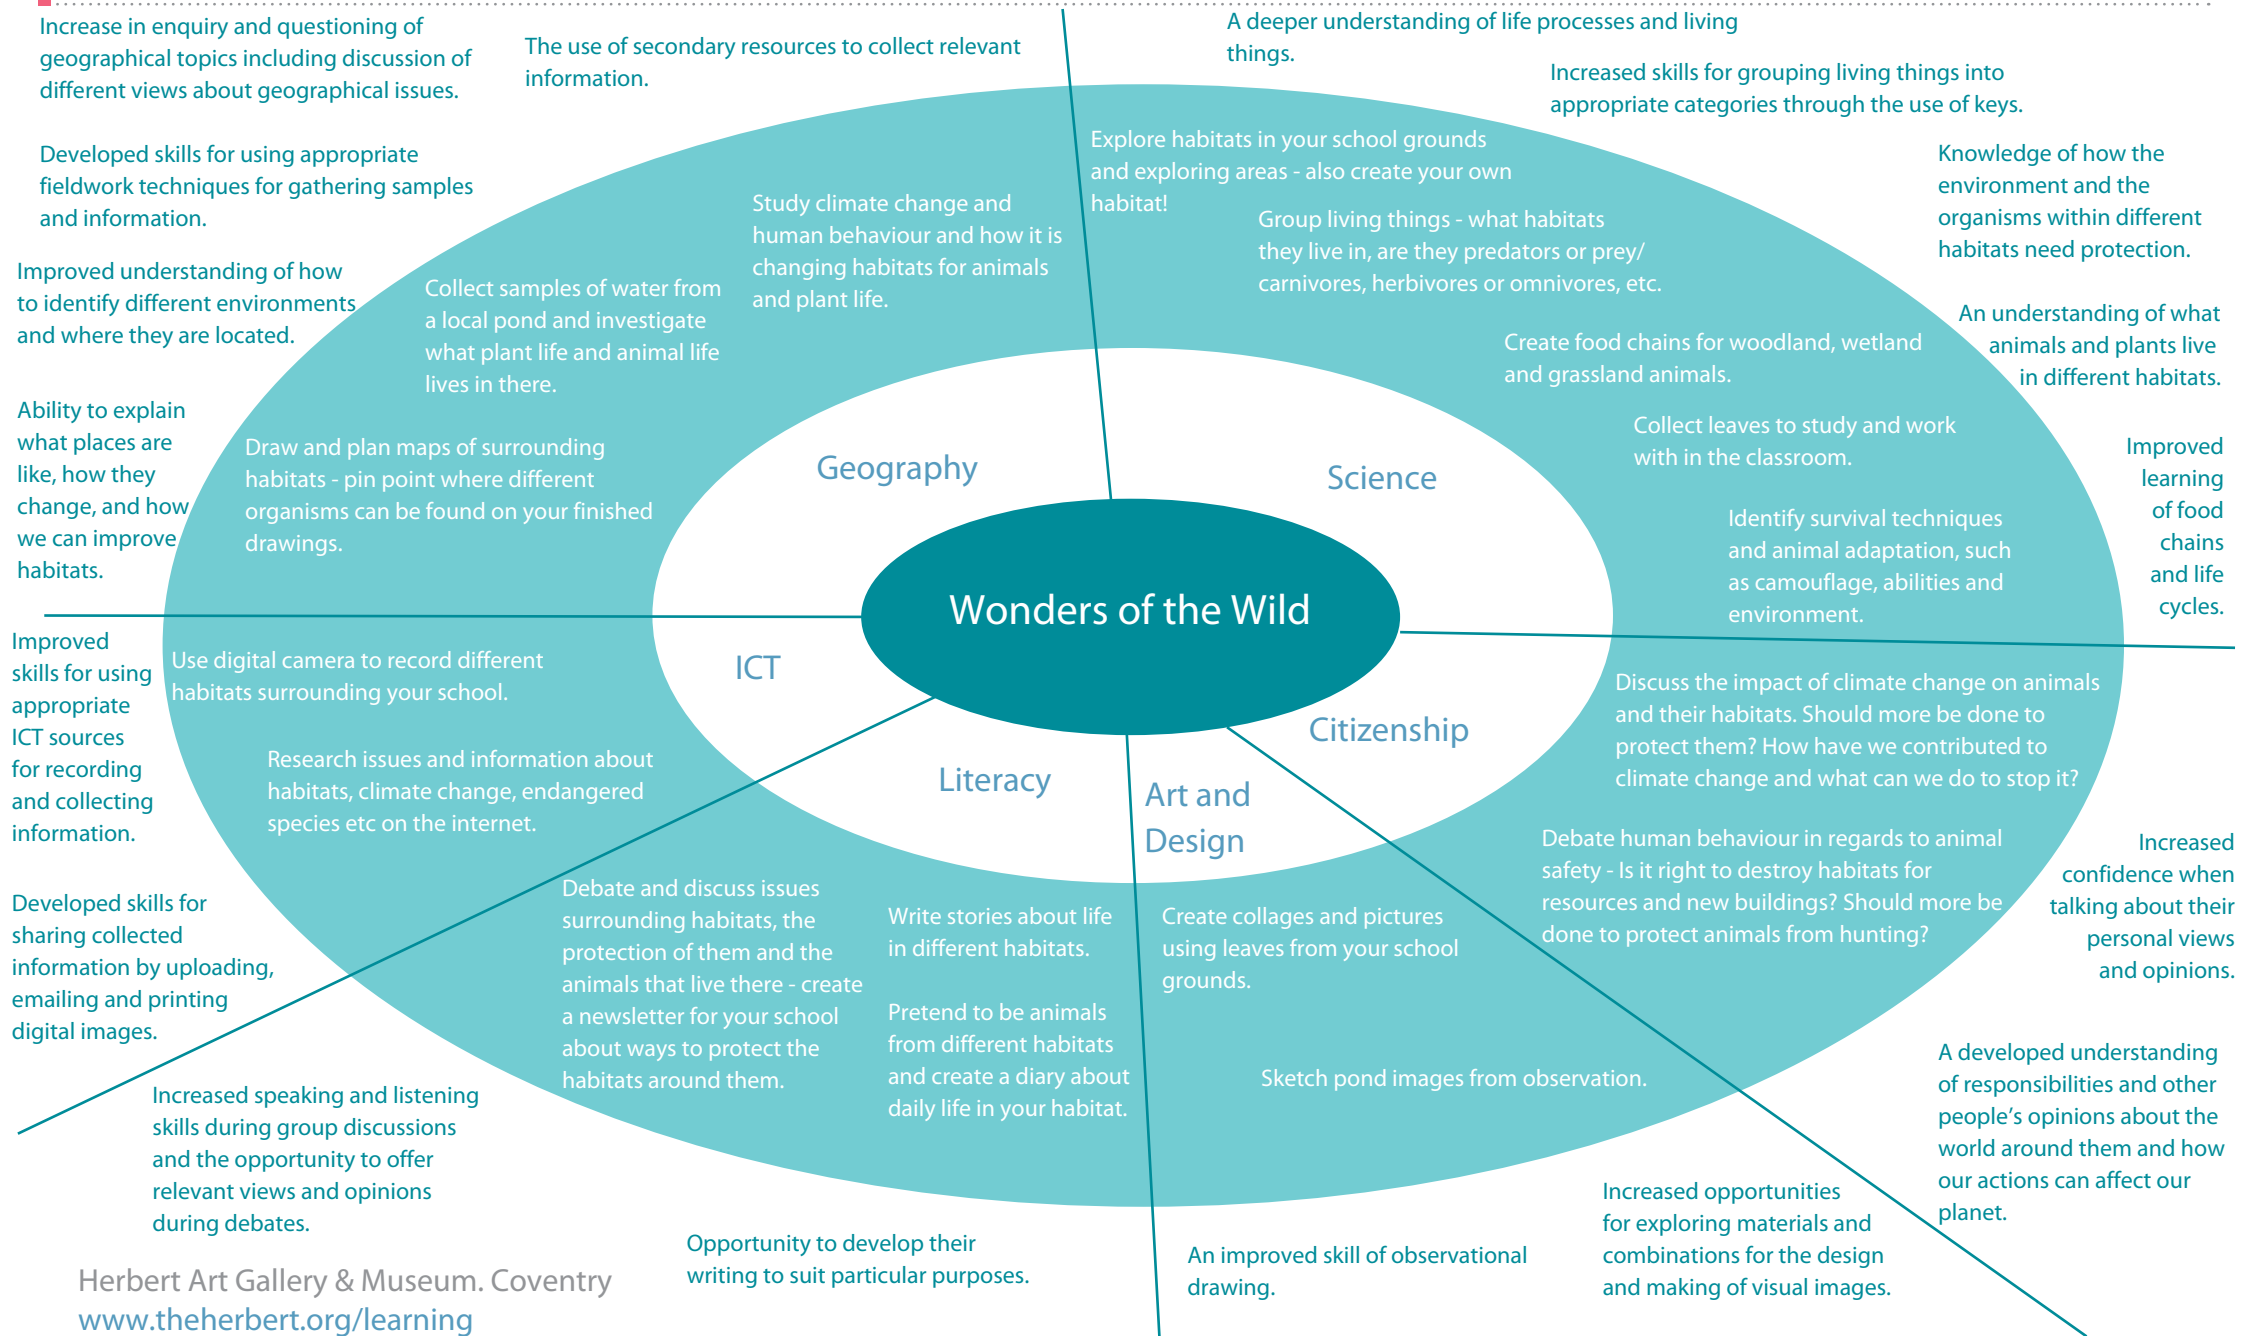 Increase in enquiry and questioning of
geographical topics including discussion of
different views about geographical issues.
The use of secondary resources to collect relevant
information.
Developed skills for using appropriate
fieldwork techniques for gathering samples
and information.
Improved understanding of how
to identify different environments
and where they are located.
Ability to explain
what places are
like, how they
change, and how
we can improve
habitats.
Study climate change and
human behaviour and how it is
changing habitats for animals
and plant life.
Collect samples of water from
a local pond and investigate
what plant life and animal life
lives in there.
Draw and plan maps of surrounding
habitats - pin point where different
organisms can be found on your finished
drawings.
Geography
A deeper understanding of life processes and living
things.
Increased skills for grouping living things into
appropriate categories through the use of keys.
Knowledge of how the
environment and the
organisms within different
habitats need protection.
An understanding of what
animals and plants live
in different habitats.
Improved
learning
of food
chains
and life
cycles.
Explore habitats in your school grounds
and exploring areas - also create your own
habitat!
Group living things - what habitats
they live in, are they predators or prey/
carnivores, herbivores or omnivores, etc.
Create food chains for woodland, wetland
and grassland animals.
Collect leaves to study and work
with in the classroom.
Identify survival techniques
and animal adaptation, such
as camouflage, abilities and
environment.
Science
Wonders of the Wild
Improved
skills for using
appropriate
ICT sources
for recording
and collecting
information.
Developed skills for
sharing collected
information by uploading,
emailing and printing
digital images.
Use digital camera to record different
habitats surrounding your school.
Research issues and information about
habitats, climate change, endangered
species etc on the internet.
ICT
Literacy
Debate and discuss issues
surrounding habitats, the
protection of them and the
animals that live there - create
a newsletter for your school
about ways to protect the
habitats around them.
Write stories about life
in different habitats.
Pretend to be animals
from different habitats
and create a diary about
daily life in your habitat.
Increased speaking and listening
skills during group discussions
and the opportunity to offer
relevant views and opinions
during debates.
Opportunity to develop their
writing to suit particular purposes.
Art and
Design
Create collages and pictures
using leaves from your school
grounds.
Sketch pond images from observation.
An improved skill of observational
drawing.
Increased opportunities
for exploring materials and
combinations for the design
and making of visual images.
Citizenship
Discuss the impact of climate change on animals
and their habitats. Should more be done to
protect them? How have we contributed to
climate change and what can we do to stop it?
Debate human behaviour in regards to animal
safety - Is it right to destroy habitats for
resources and new buildings? Should more be
done to protect animals from hunting?
Increased
confidence when
talking about their
personal views
and opinions.
A developed understanding
of responsibilities and other
people's opinions about the
world around them and how
our actions can affect our
planet.
Herbert Art Gallery & Museum. Coventry
www.theherbert.org/learning